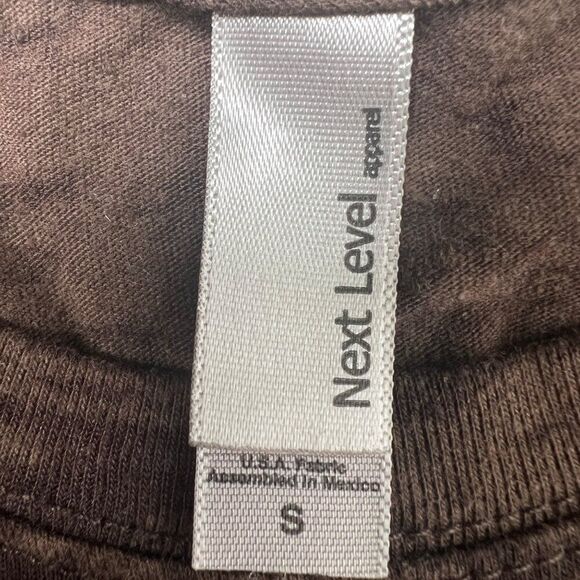 Next Level
apparel
U.S.A. Fabric
Assembled In Mexico
S